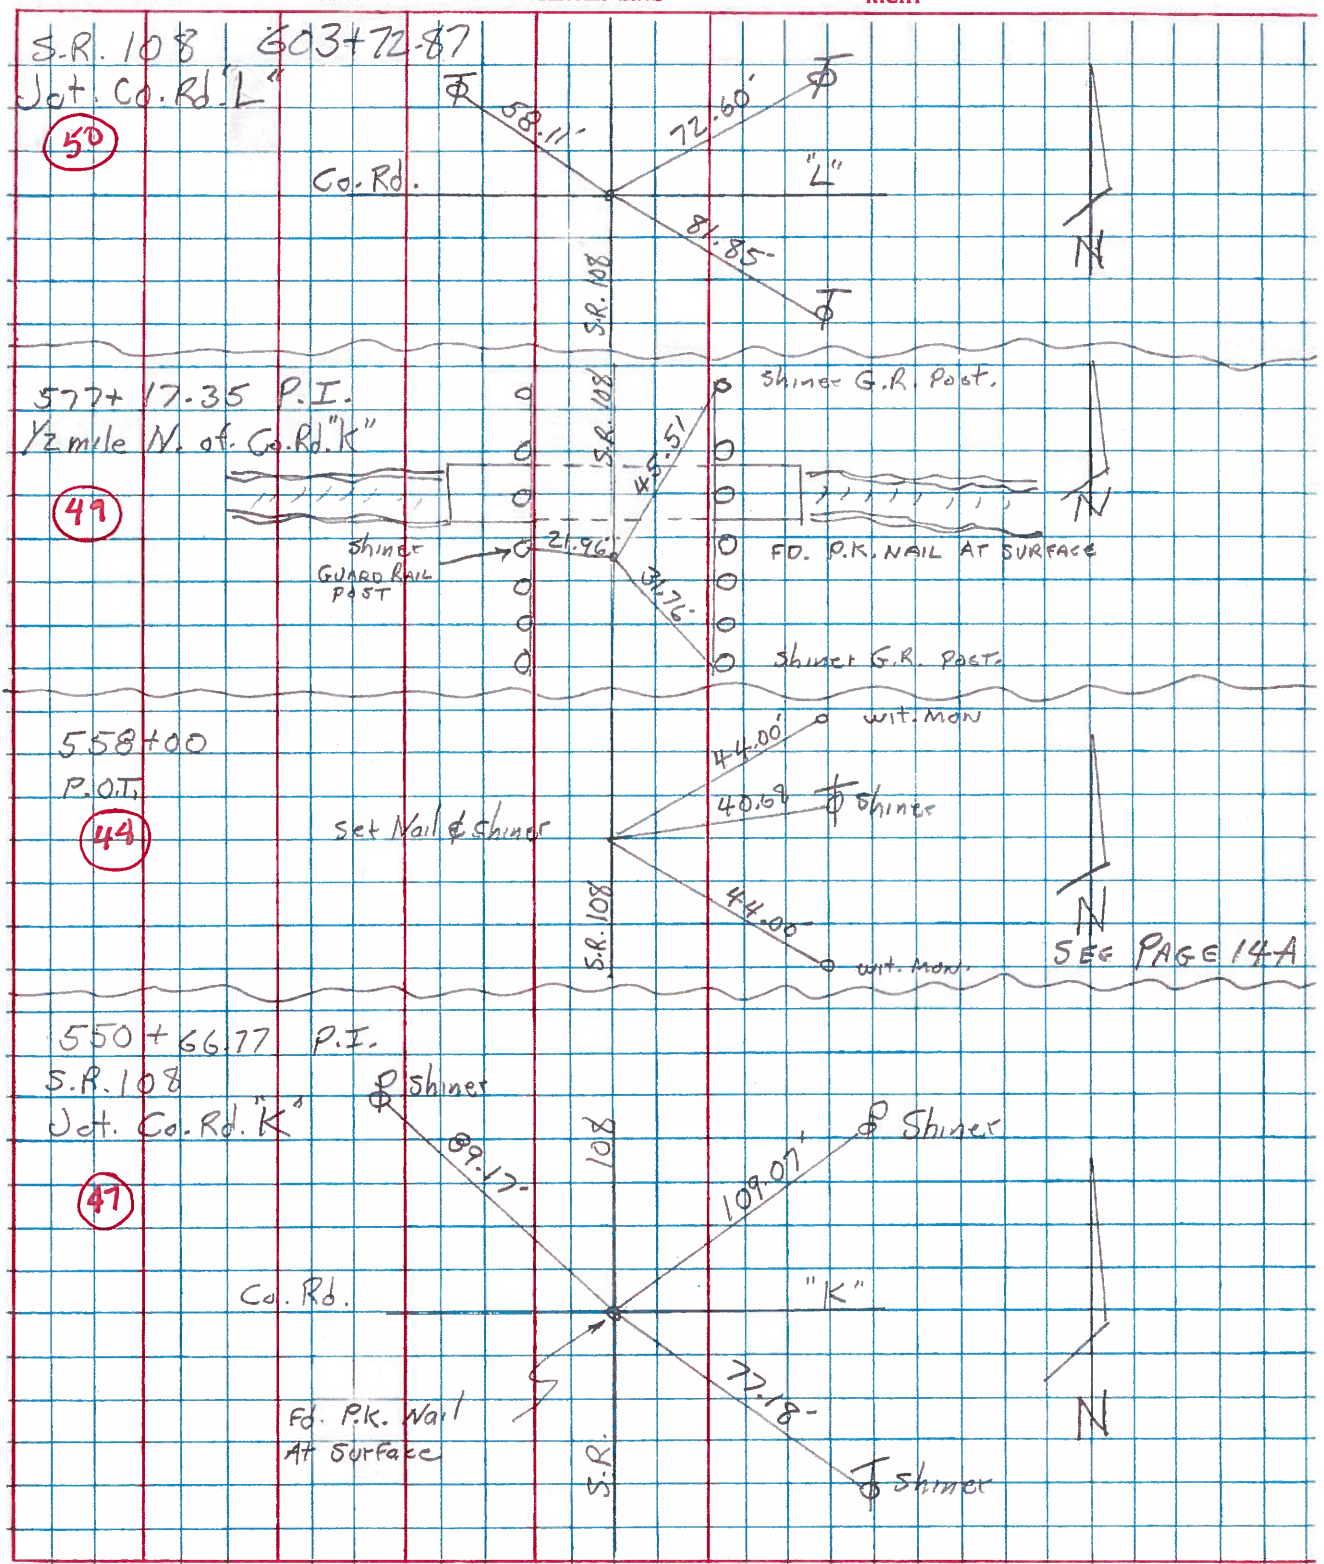 S.R. 108 603+72.87
Jct. Co. Rd. "L"
50
58.11'
72.60'
Co. Rd. "L"
81.85'
S.R. 108
N
577+17.35 P.I.
1/2 mile N. of Co. Rd. "K"
49
S.R. 108
Shiner G.R. Post.
45.51
N
Shiner
GUARD RAIL
POST
21.96'
FD. P.K. NAIL AT SURFACE
31.76'
Shiner G.R. Post.
558+00
P.O.T.
48
44.00'
wit. MON
40.68
Shiner
Set Nail & Shiner
44.00'
wit. Mon.
S.R. 108
N
SEE PAGE 14-A
550+66.77 P.I.
S.R. 108
Jct. Co. Rd. "K"
47
Shiner
89.17'
108
109.07'
Shiner
Co. Rd. "K"
77.18'
Fd. P.K. Nail
At Surface
S.R.
Shiner
N